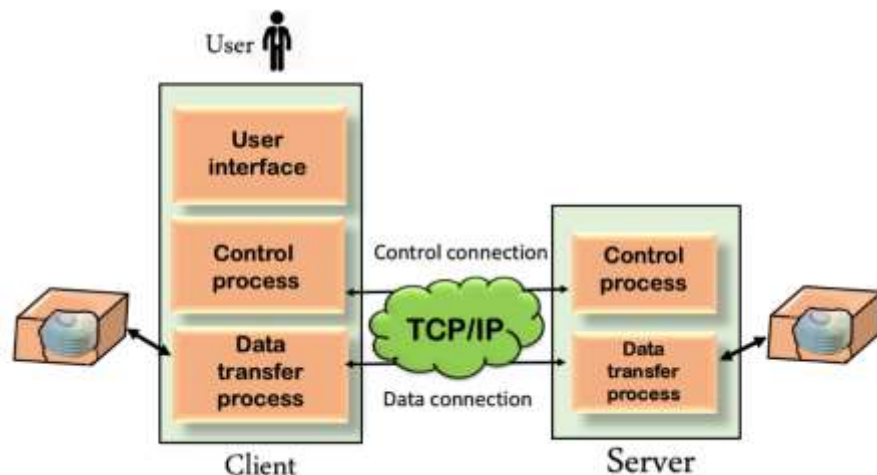 User
User
interface
Control
process
Data
transfer
process
Client
Control connection
TCP/IP
Data connection
Control
process
Data
transfer
process
Server